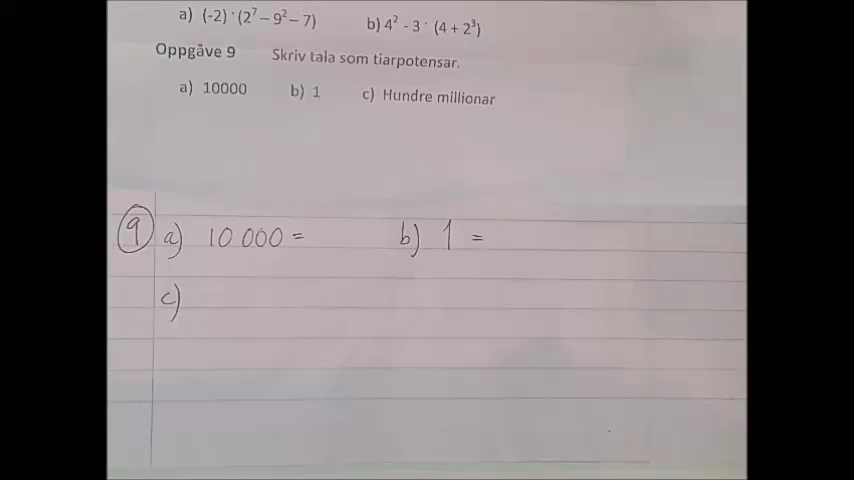 a) (-2) · (2⁷ – 9² – 7) b) 4² - 3 · (4 + 2³)
Oppgåve 9 Skriv tala som tiarpotensar.
a) 10000 b) 1 c) Hundre millionar
9 a) 10 000 = b) 1 =
c)